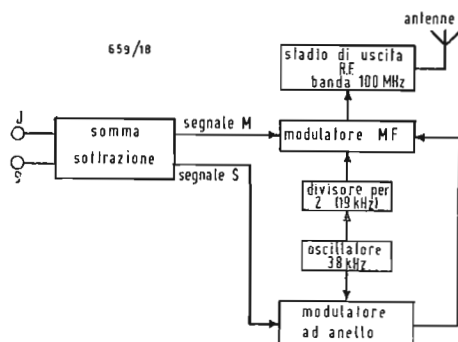 antenne
659/18
stadio di uscita
R.F.
banda 100 MHz
J
S
somma
sottrazione
segnale M
segnale S
modulatore MF
divisore per
2 (19 kHz)
oscillatore
38 kHz
modulatore
ad anello